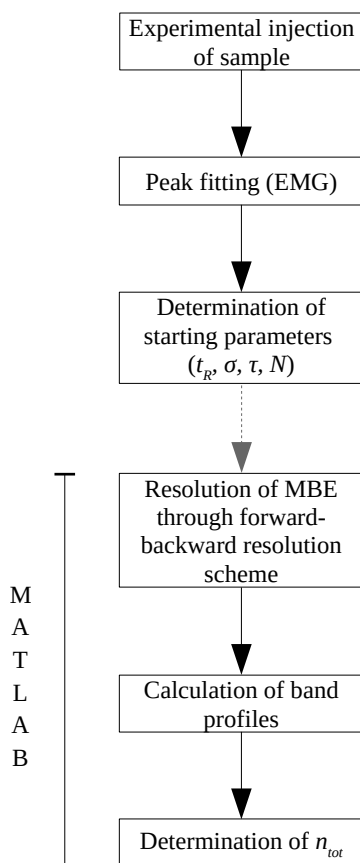 Experimental injection
of sample
Peak fitting (EMG)
Determination of
starting parameters
(t_R, σ, τ, N)
Resolution of MBE
through forward-
backward resolution
scheme
M
A
T
L
A
B
Calculation of band
profiles
Determination of n_tot